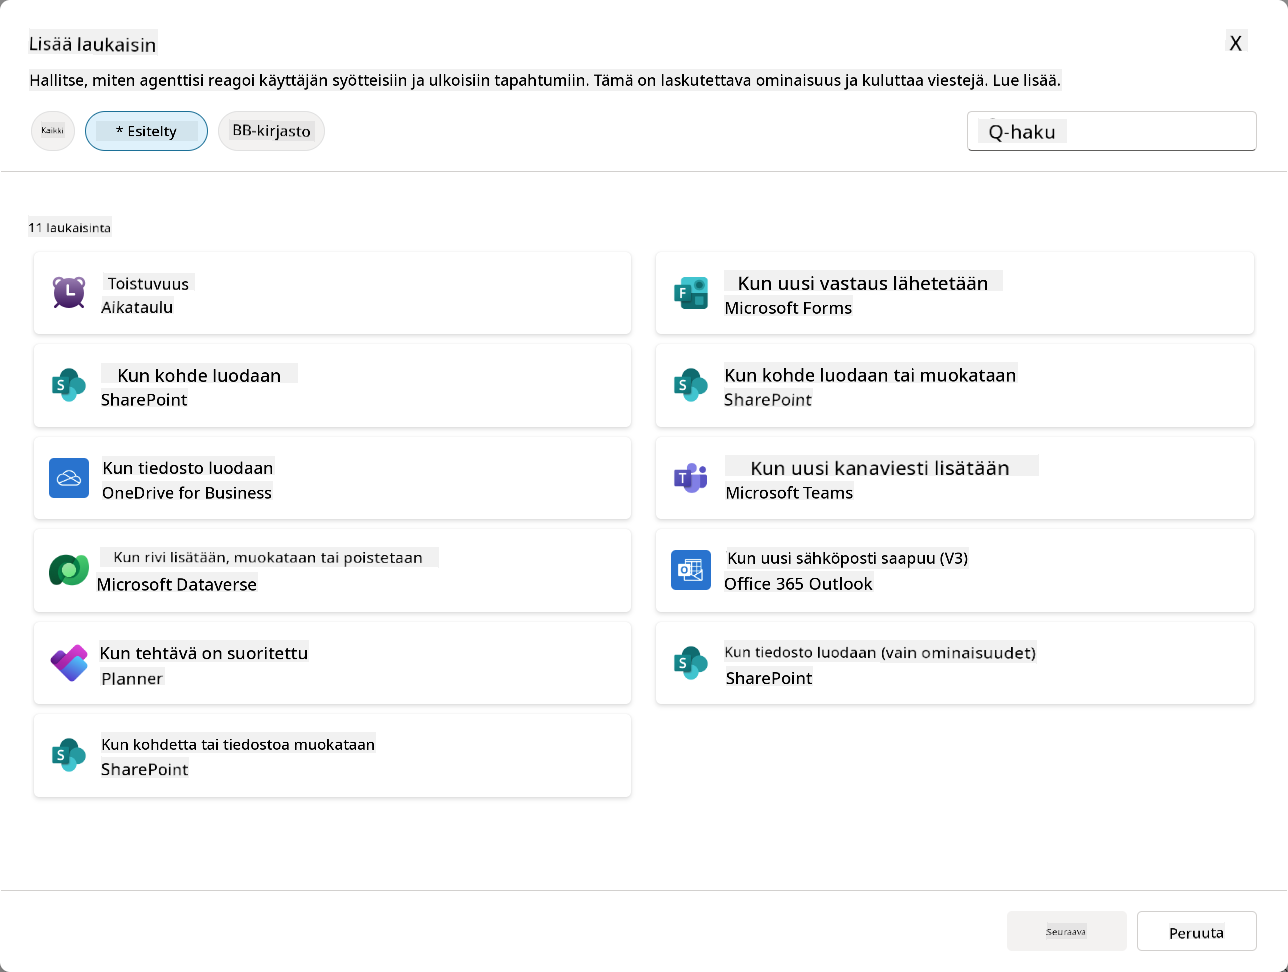 Lisää laukaisin
X
Hallitse, miten agenttisi reagoi käyttäjän syötteisiin ja ulkoisiin tapahtumiin. Tämä on laskutettava ominaisuus ja kuluttaa viestejä. Lue lisää.
Kaikki
* Esitelty
BB-kirjasto
Q-haku
11 laukaisinta
Toistuvuus
Aikataulu
Kun uusi vastaus lähetetään
Microsoft Forms
Kun kohde luodaan
SharePoint
Kun kohde luodaan tai muokataan
SharePoint
Kun tiedosto luodaan
OneDrive for Business
Kun uusi kanaviesti lisätään
Microsoft Teams
Kun rivi lisätään, muokataan tai poistetaan
Microsoft Dataverse
Kun uusi sähköposti saapuu (V3)
Office 365 Outlook
Kun tehtävä on suoritettu
Planner
Kun tiedosto luodaan (vain ominaisuudet)
SharePoint
Kun kohdetta tai tiedostoa muokataan
SharePoint
Seuraava
Peruuta